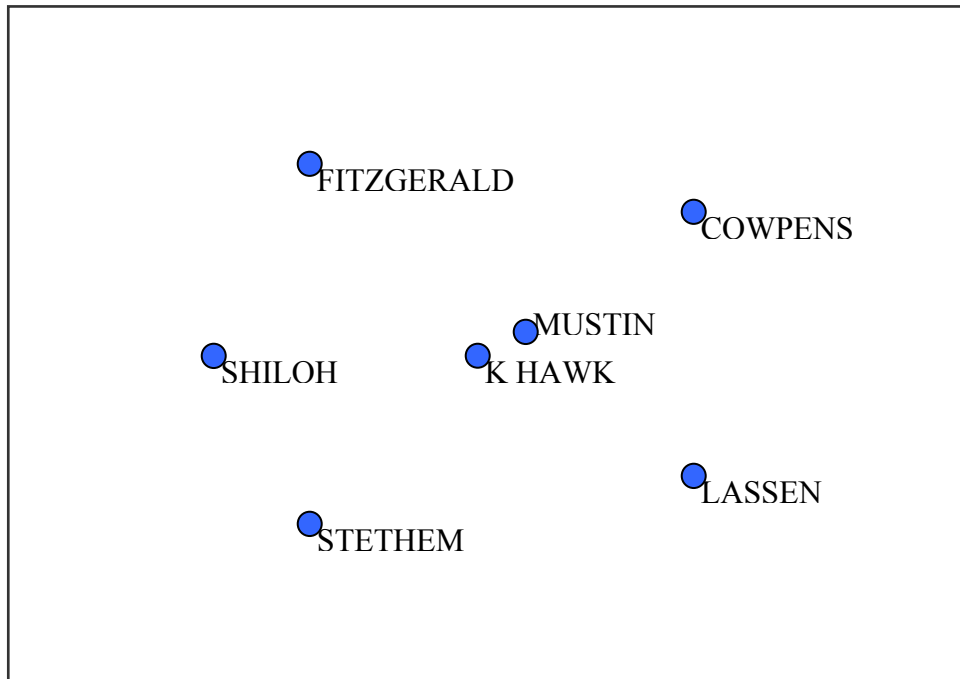 FITZGERALD
COWPENS
MUSTIN
SHILOH
K HAWK
LASSEN
STETHEM